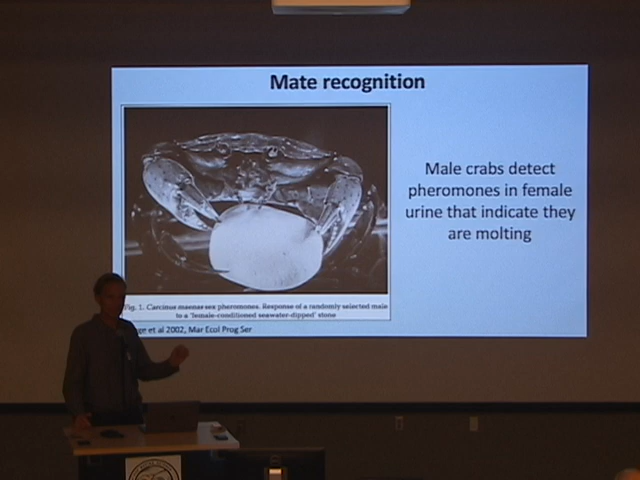 Mate recognition
Male crabs detect
pheromones in female
urine that indicate they
are molting
Fig. 1. Carcinus maenas sex pheromones. Response of a randomly selected male
to a 'female-conditioned seawater-dipped' stone
et al 2002, Mar Ecol Prog Ser